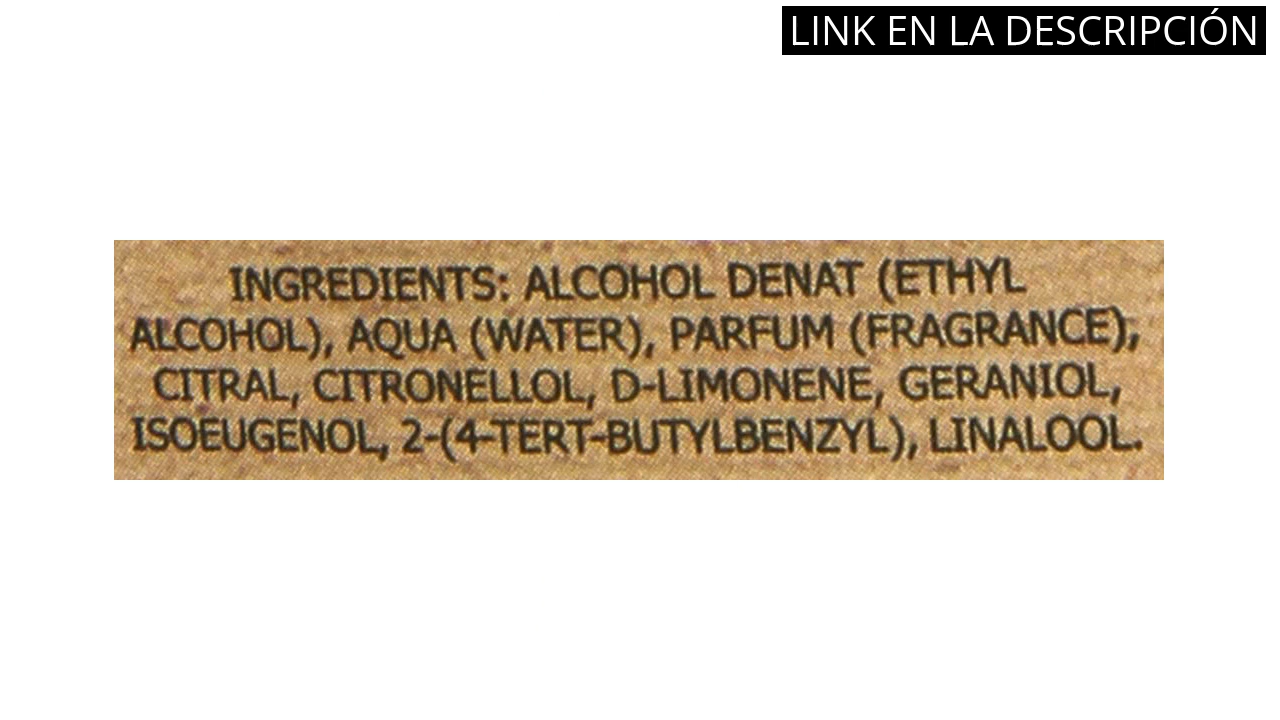 LINK EN LA DESCRIPCIÓN
INGREDIENTS: ALCOHOL DENAT (ETHYL
ALCOHOL), AQUA (WATER), PARFUM (FRAGRANCE),
CITRAL, CITRONELLOL, D-LIMONENE, GERANIOL,
ISOEUGENOL, 2-(4-TERT-BUTYLBENZYL), LINALOOL.